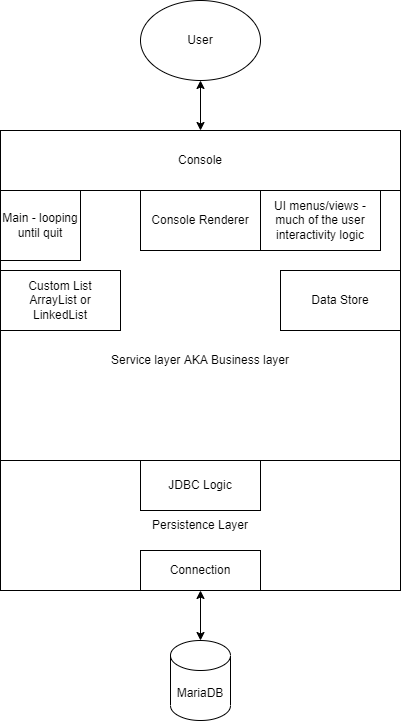 User
Console
Main - looping
until quit
Console Renderer
UI menus/views -
much of the user
interactivity logic
Custom List
ArrayList or
LinkedList
Data Store
Service layer AKA Business layer
JDBC Logic
Persistence Layer
Connection
MariaDB